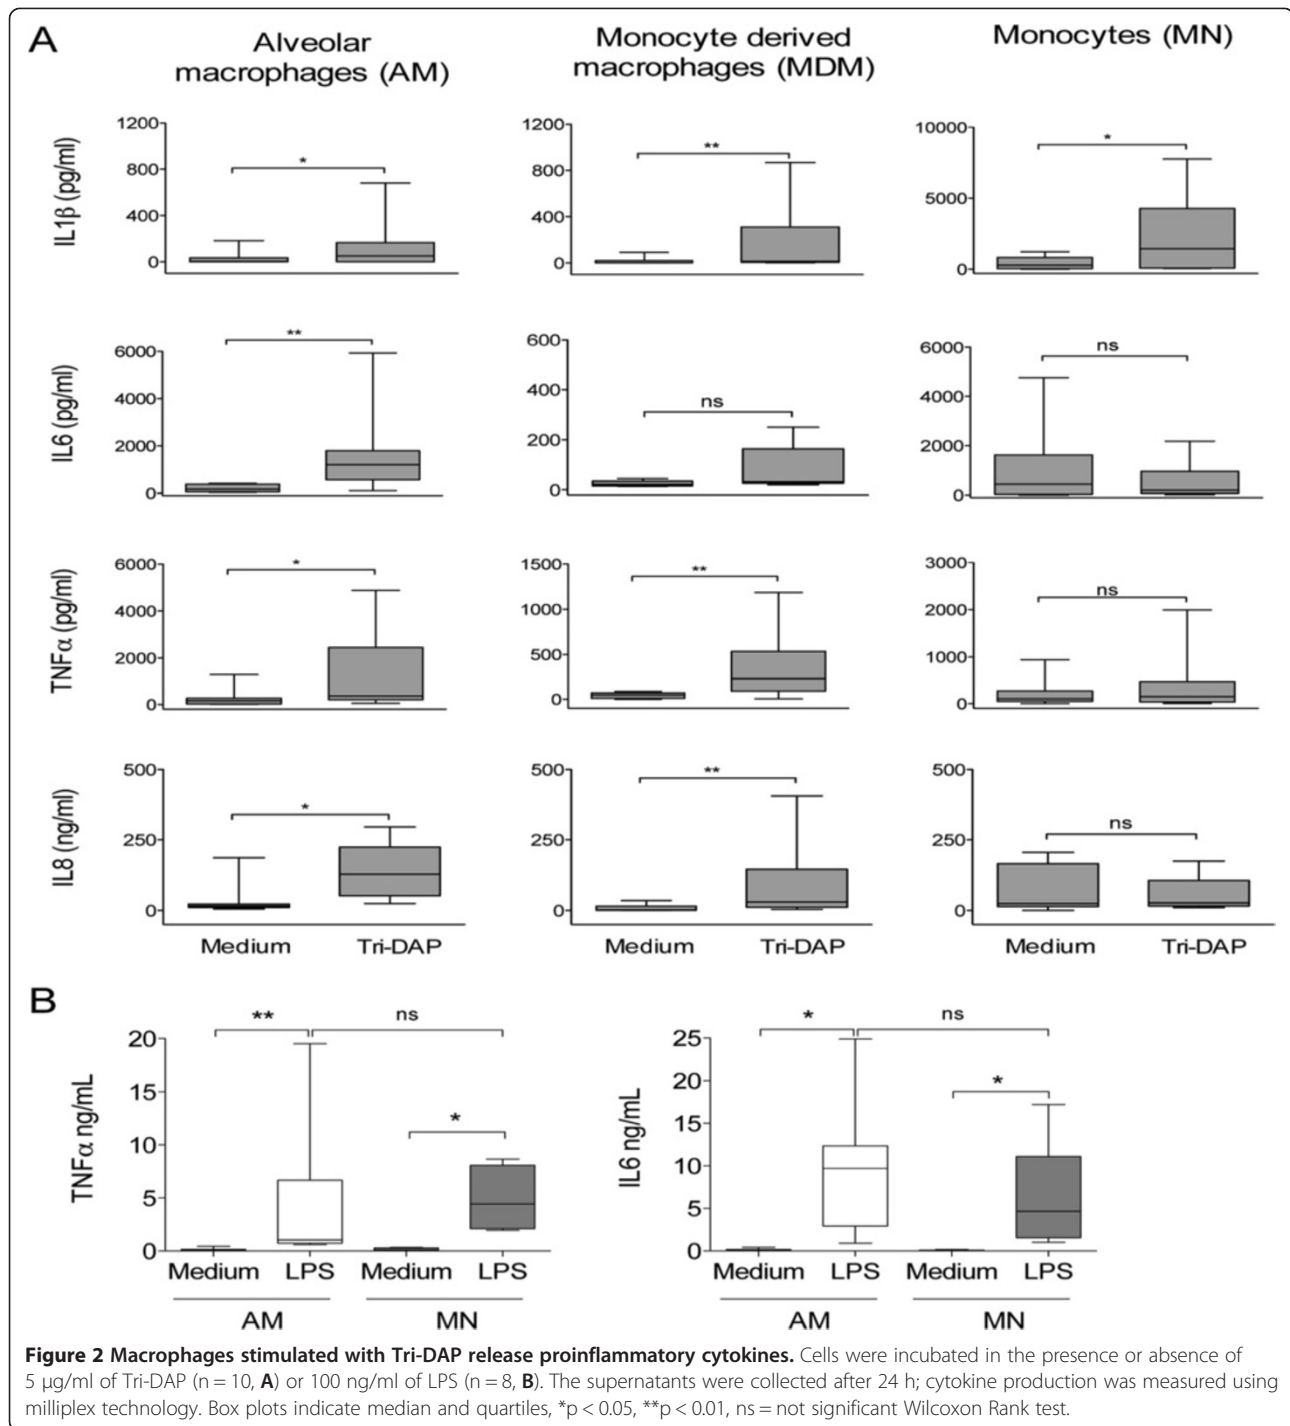 A
Alveolar
macrophages (AM)
Monocyte derived
macrophages (MDM)
Monocytes (MN)
IL1β (pg/ml)
1200
800
400
0
*
1200
800
400
0
**
10000
5000
0
*
IL6 (pg/ml)
6000
4000
2000
0
**
600
400
200
0
ns
6000
4000
2000
0
ns
TNFα (pg/ml)
6000
4000
2000
0
*
1500
1000
500
0
**
3000
2000
1000
0
ns
IL8 (ng/ml)
500
250
0
*
500
250
0
**
500
250
0
ns
Medium Tri-DAP
Medium Tri-DAP
Medium Tri-DAP
B
TNFα ng/mL
20
15
10
5
0
** ns
*
Medium LPS Medium LPS
AM MN
IL6 ng/mL
25
20
15
10
5
0
* ns
*
Medium LPS Medium LPS
AM MN
Figure 2 Macrophages stimulated with Tri-DAP release proinflammatory cytokines. Cells were incubated in the presence or absence of
5 μg/ml of Tri-DAP (n = 10, A) or 100 ng/ml of LPS (n = 8, B). The supernatants were collected after 24 h; cytokine production was measured using
milliplex technology. Box plots indicate median and quartiles, *p < 0.05, **p < 0.01, ns = not significant Wilcoxon Rank test.